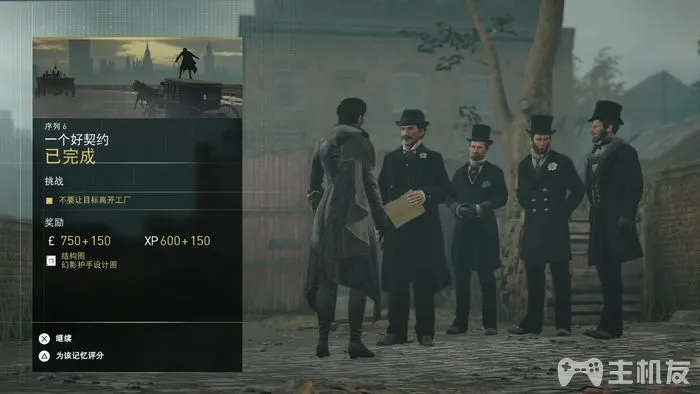 序列 6
一个好契约
已完成
挑战
不要让目标离开工厂
奖励
£ 750+150 XP 600+150
结构图
幻影护手设计图
继续
为该记忆评分
主机友